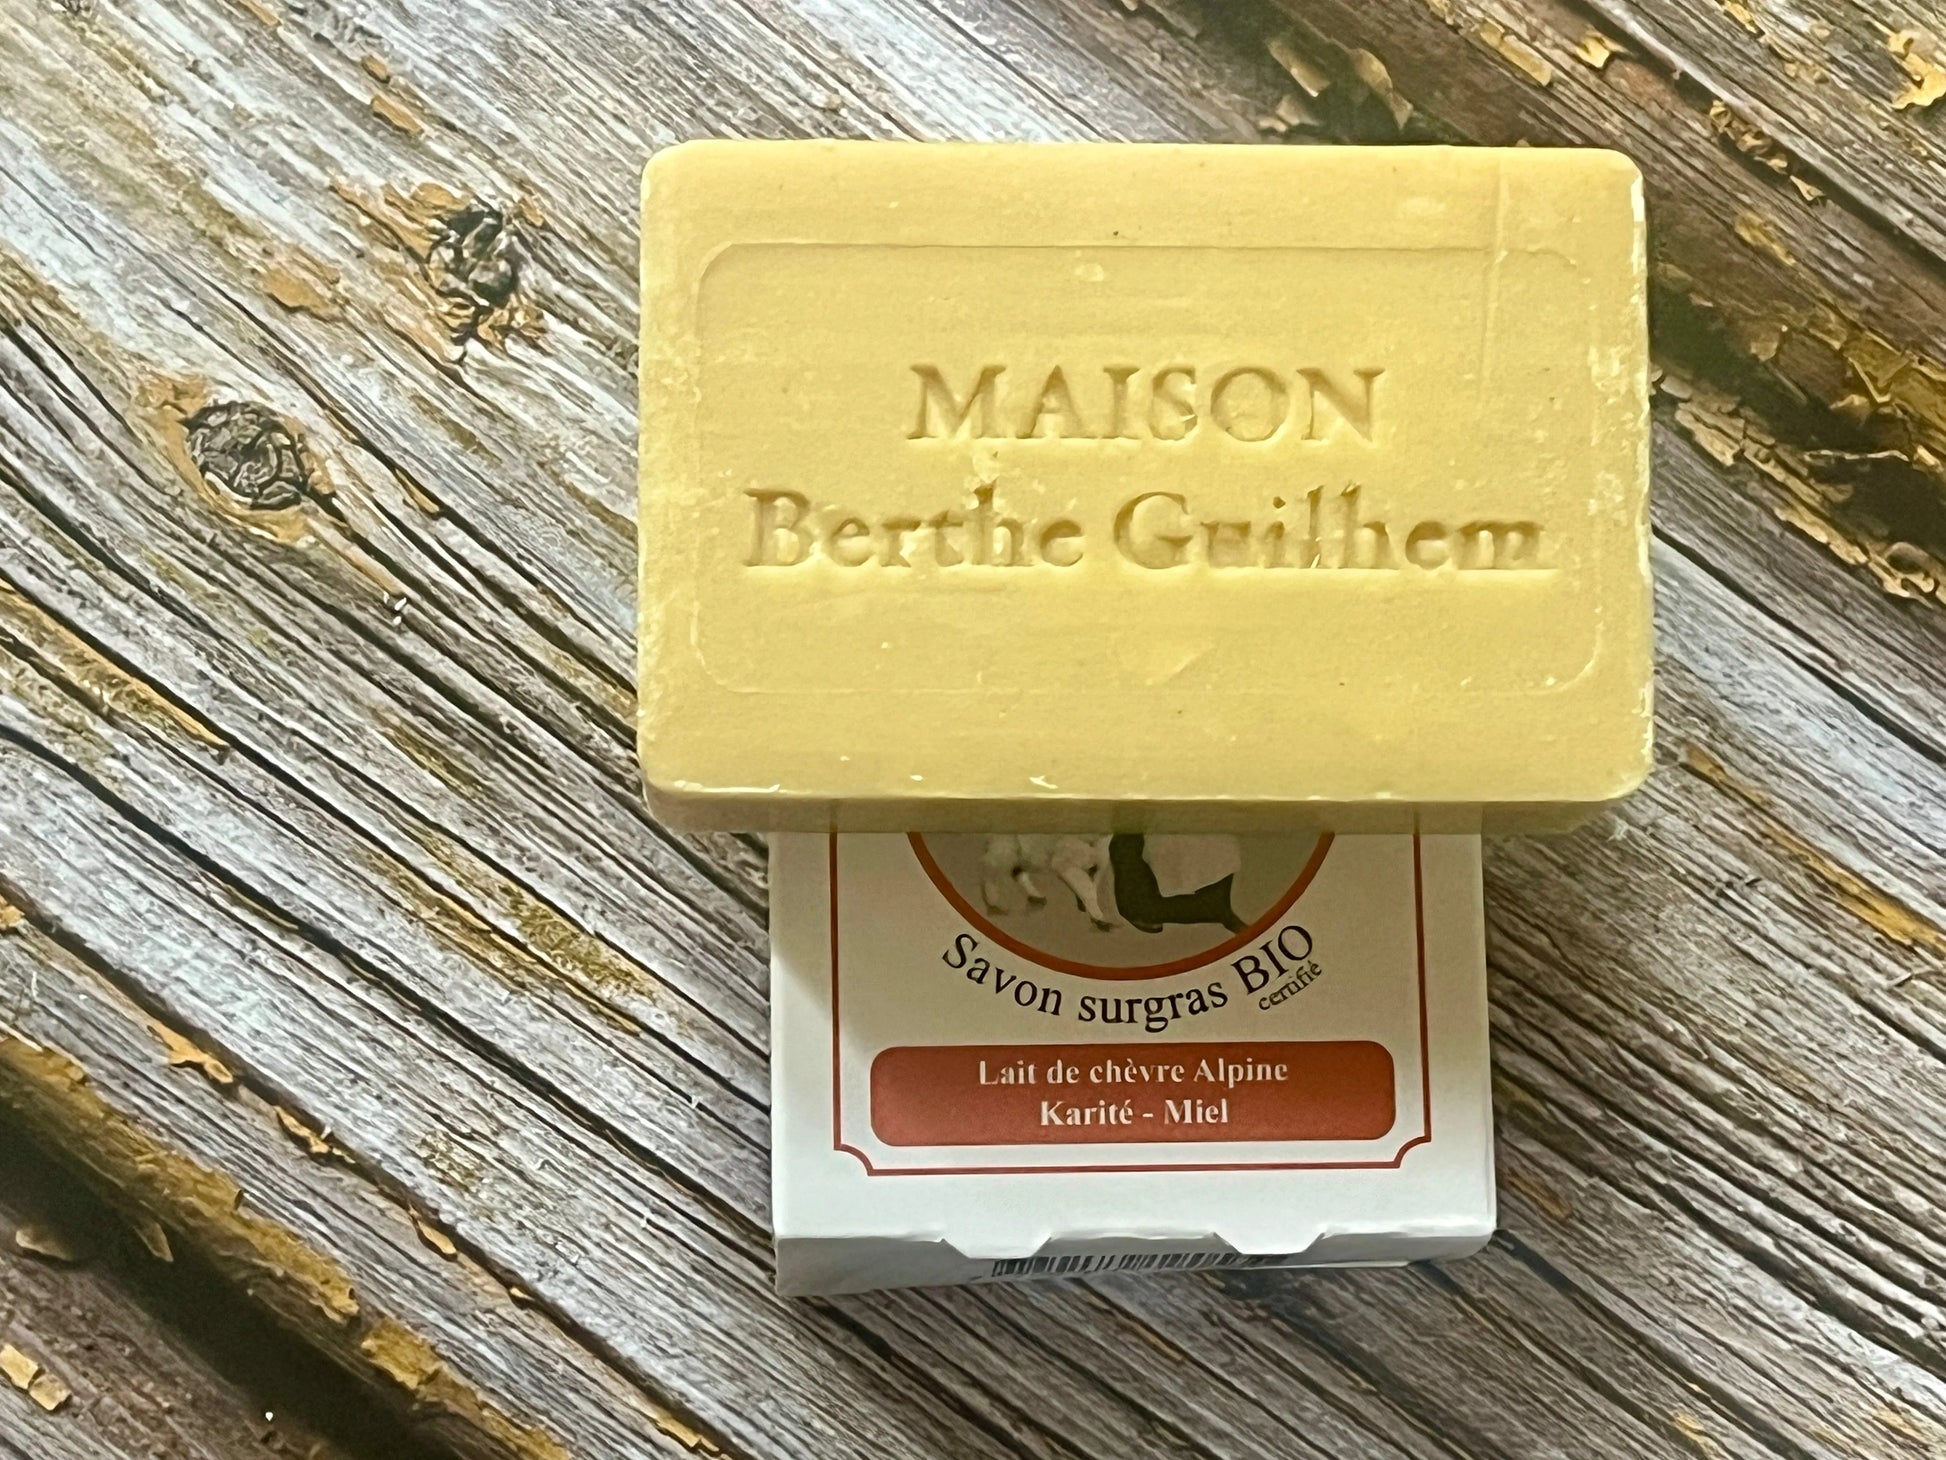 MAISON
Berthe Guilhem
Savon surgras BIO
certifié
Lait de chèvre Alpine
Karité - Miel